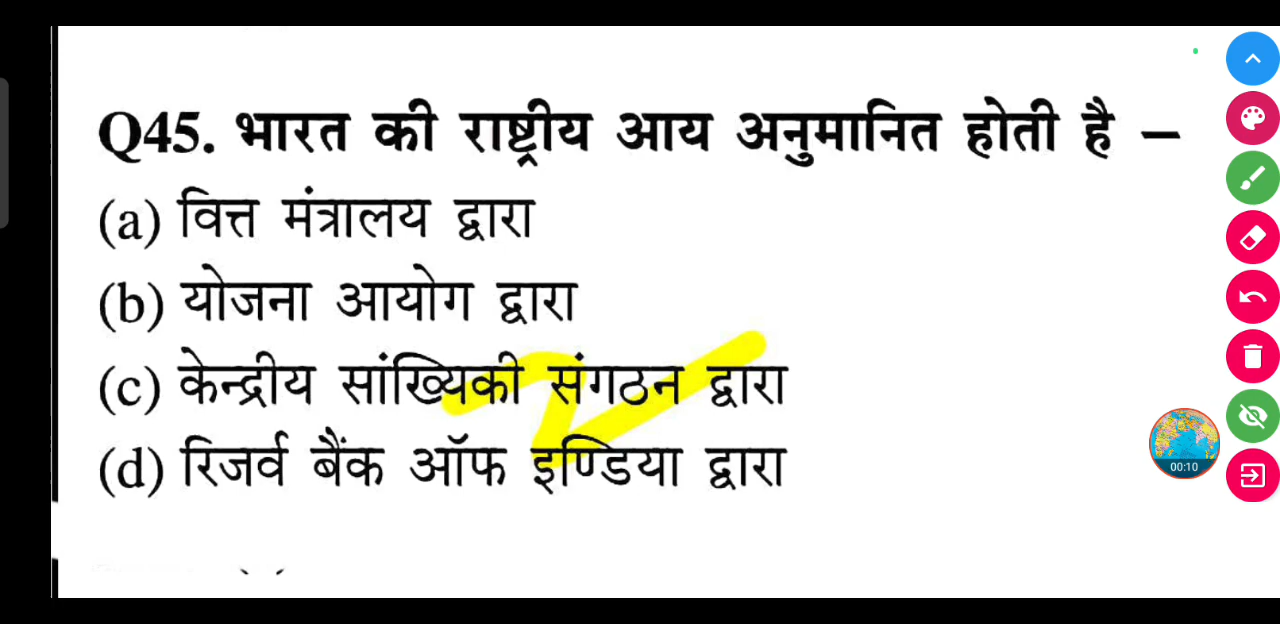 Q45. भारत की राष्ट्रीय आय अनुमानित होती है –
(a) वित्त मंत्रालय द्वारा
(b) योजना आयोग द्वारा
(c) केन्द्रीय सांख्यिकी संगठन द्वारा
(d) रिजर्व बैंक ऑफ इण्डिया द्वारा
00:10